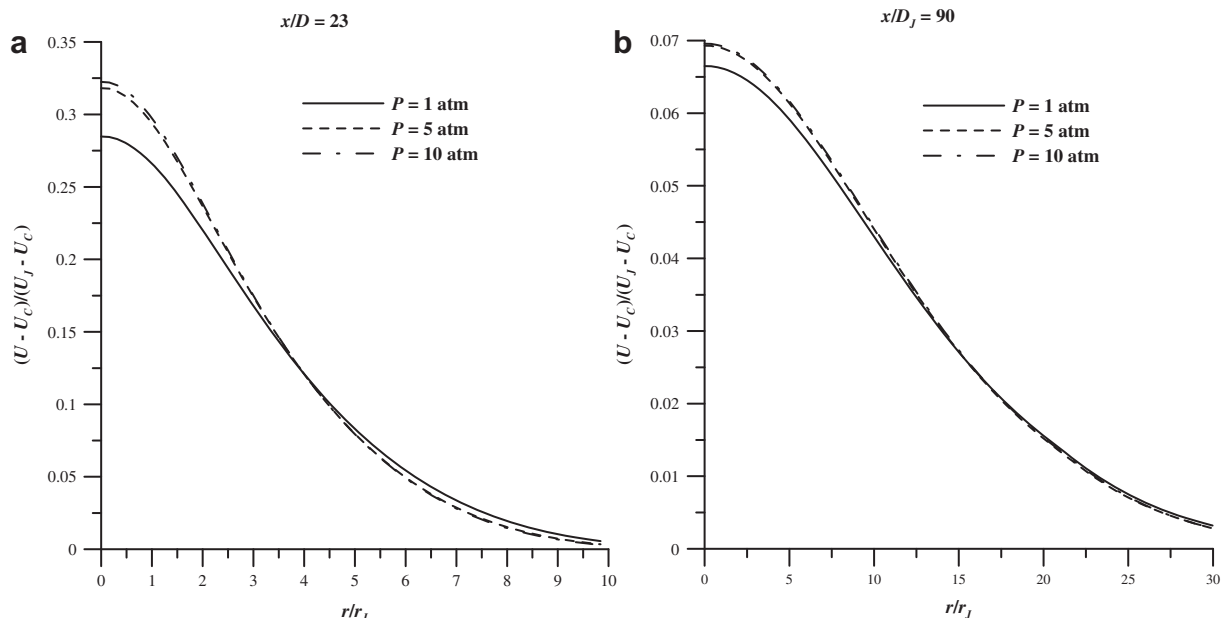 x/D = 23
a
0.35
0.3
0.25
0.2
0.15
0.1
0.05
0
(U - U_C)/(U_J - U_C)
P = 1 atm
P = 5 atm
P = 10 atm
0 1 2 3 4 5 6 7 8 9 10
r/r_J
x/D_J = 90
b
0.07
0.06
0.05
0.04
0.03
0.02
0.01
0
(U - U_C)/(U_J - U_C)
P = 1 atm
P = 5 atm
P = 10 atm
0 5 10 15 20 25 30
r/r_J